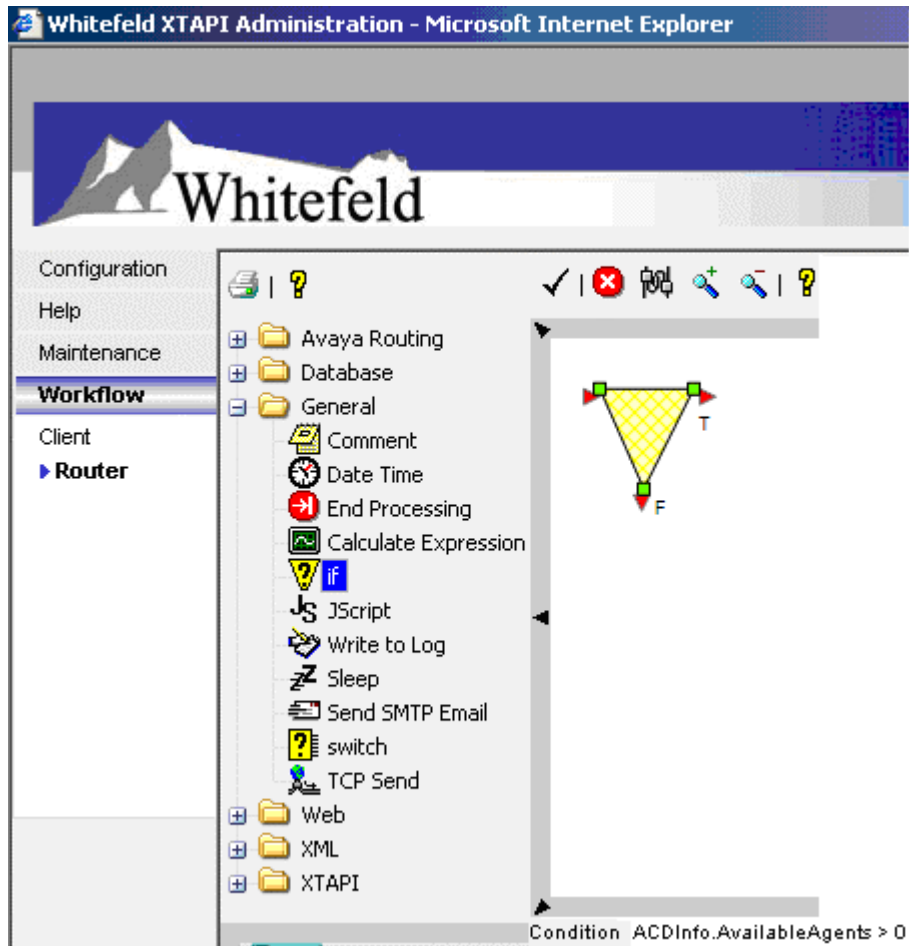 Whitefeld XTAPI Administration - Microsoft Internet Explorer
Whitefeld
Configuration
Help
Maintenance
Workflow
Client
Router
Avaya Routing
Database
General
Comment
Date Time
End Processing
Calculate Expression
if
JScript
Write to Log
Sleep
Send SMTP Email
switch
TCP Send
Web
XML
XTAPI
T
F
Condition ACDInfo.AvailableAgents > 0